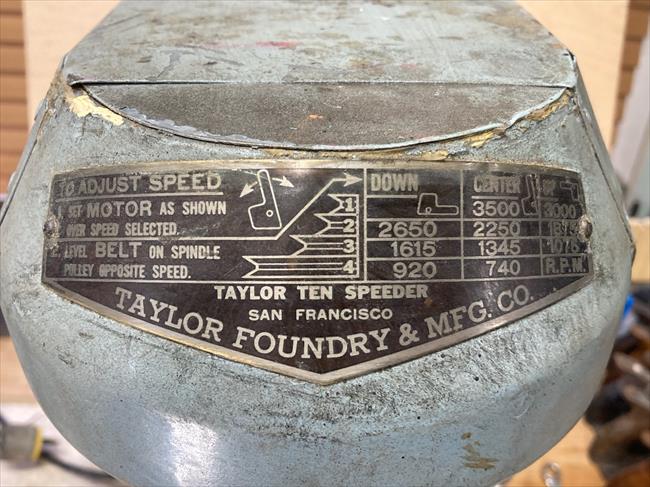 TO ADJUST SPEED
1. SET MOTOR AS SHOWN
OVER SPEED SELECTED.
2. LEVEL BELT ON SPINDLE
PULLEY OPPOSITE SPEED.
DOWN CENTER UP
1 3500 3000
2 2650 2250 1875
3 1615 1345 1075
4 920 740 R.P.M.
TAYLOR TEN SPEEDER
SAN FRANCISCO
TAYLOR FOUNDRY & MFG. CO.